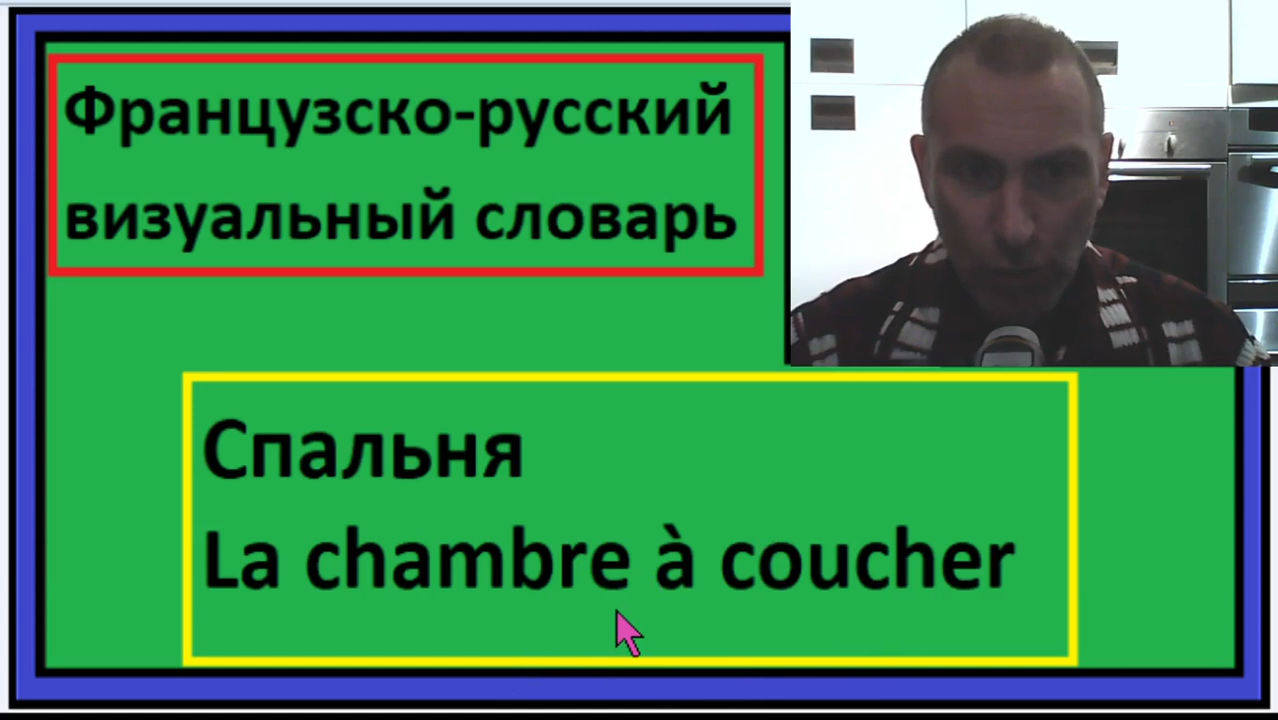 Французско-русский
визуальный словарь
Спальня
La chambre à coucher